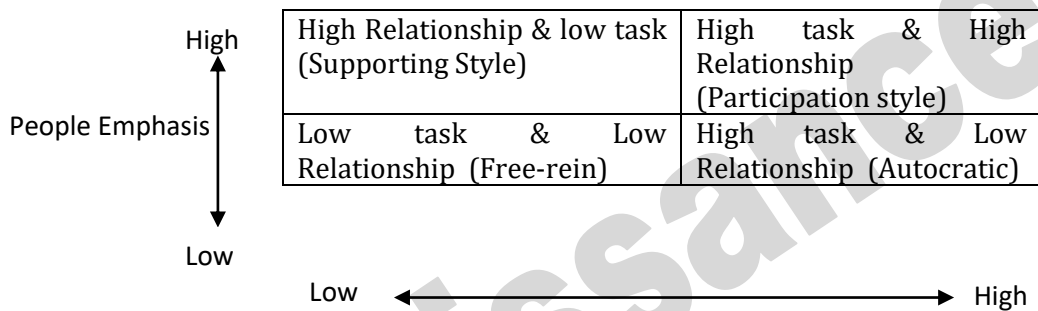 High
High Relationship & low task
(Supporting Style)
High task & High
Relationship
(Participation style)
People Emphasis
Low task & Low
Relationship (Free-rein)
High task & Low
Relationship (Autocratic)
Low
Low
High